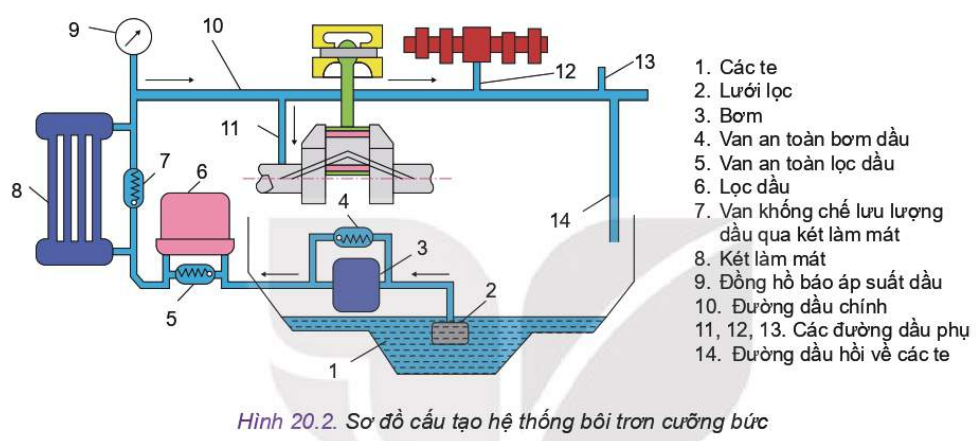 9
10
12
13
11
8
7
6
4
3
14
5
2
1
1. Các te
2. Lưới lọc
3. Bơm
4. Van an toàn bơm dầu
5. Van an toàn lọc dầu
6. Lọc dầu
7. Van khống chế lưu lượng
dầu qua két làm mát
8. Két làm mát
9. Đồng hồ báo áp suất dầu
10. Đường dầu chính
11, 12, 13. Các đường dầu phụ
14. Đường dầu hồi về các te
Hình 20.2. Sơ đồ cấu tạo hệ thống bôi trơn cưỡng bức